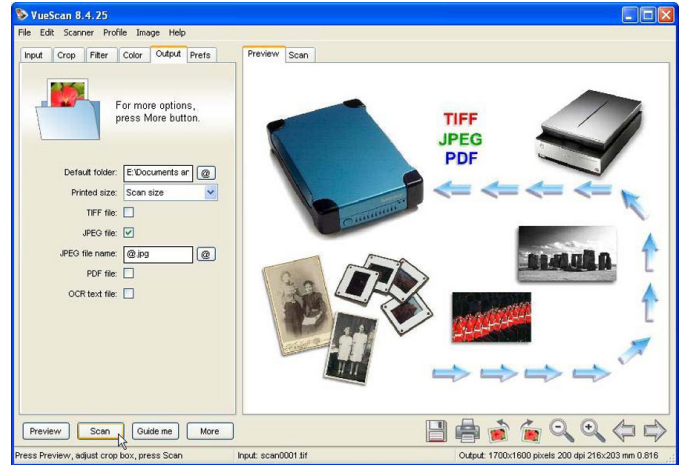 VueScan 8.4.25
File Edit Scanner Profile Image Help
Input Crop Filter Color Output Prefs
Preview Scan
For more options,
press More button.
Default folder: E:\Documents ar @
Printed size: Scan size
TIFF file:
JPEG file:
JPEG file name: @.jpg @
PDF file:
OCR text file:
TIFF
JPEG
PDF
Preview Scan Guide me More
Press Preview, adjust crop box, press Scan
Input: scan0001.tif
Output: 1700x1600 pixels 200 dpi 216x203 mm 0.816